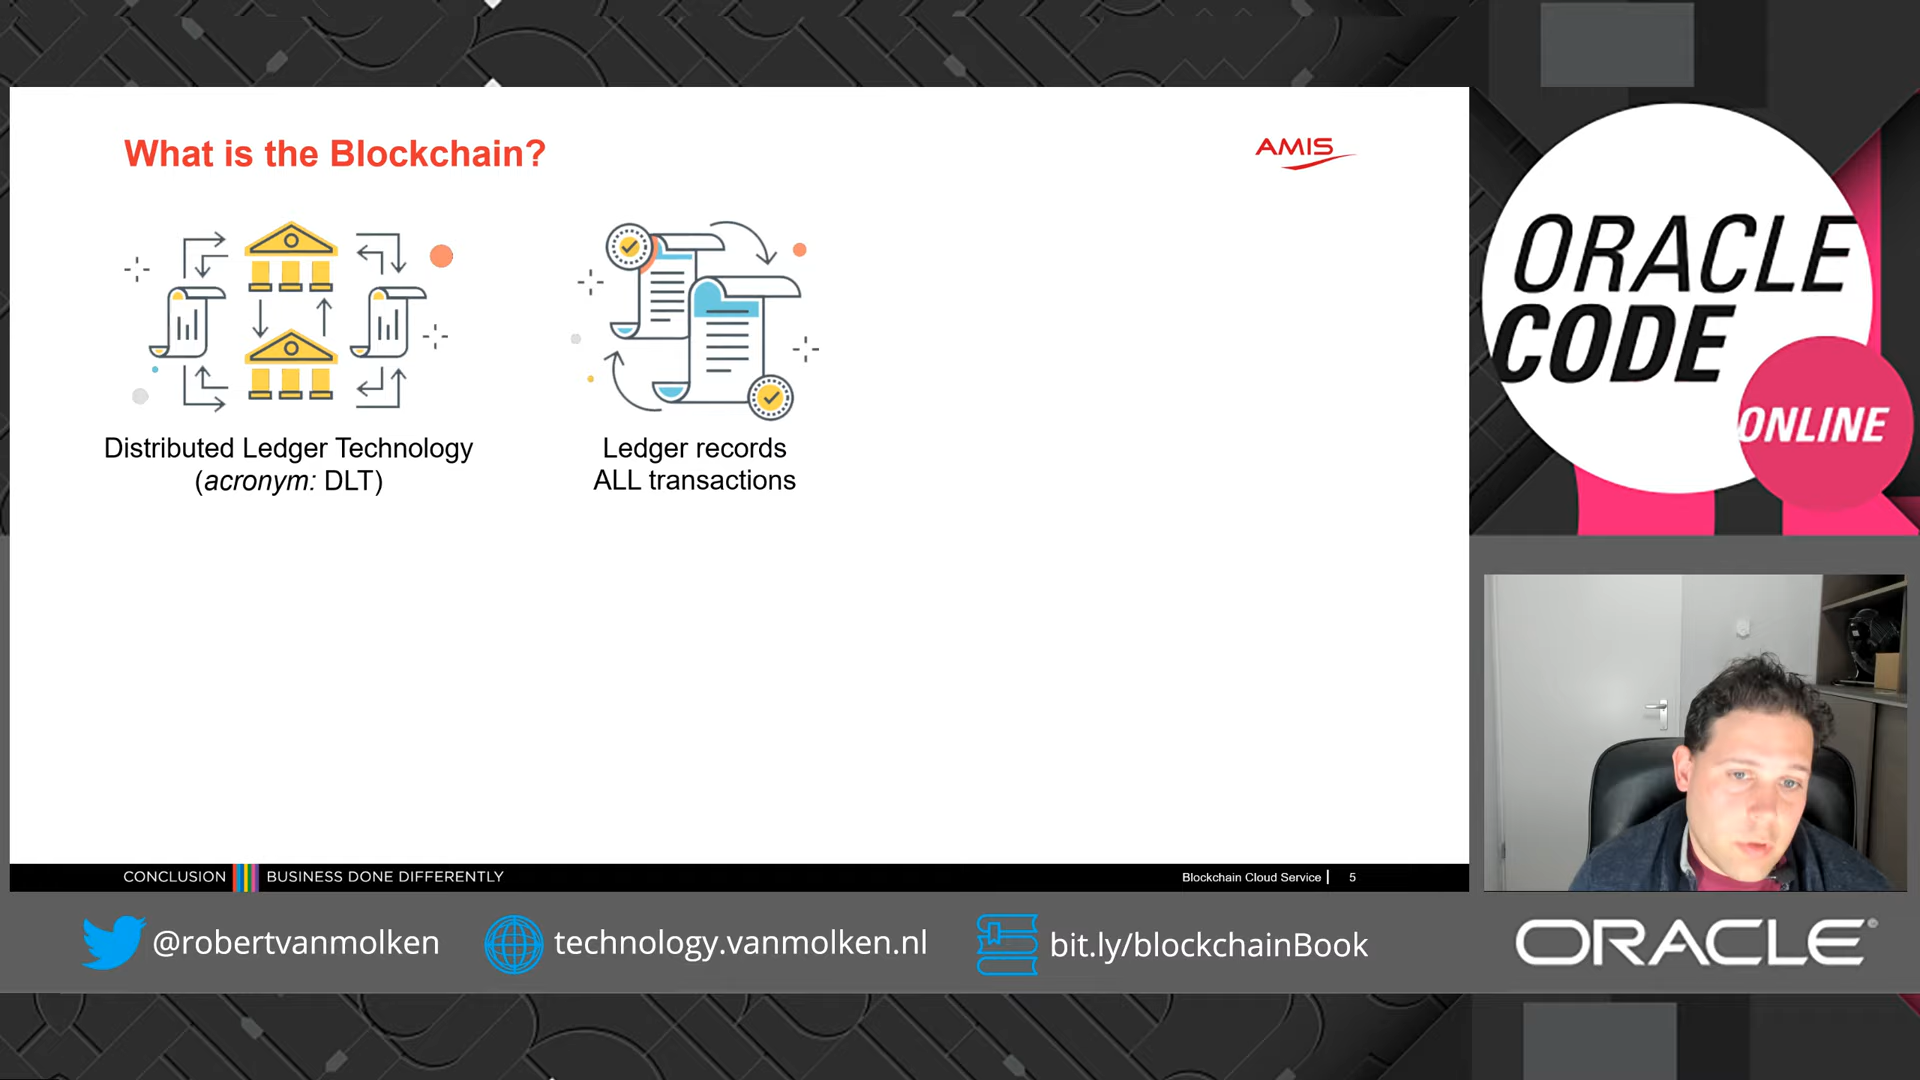 What is the Blockchain?
AMIS
Distributed Ledger Technology
(acronym: DLT)
Ledger records
ALL transactions
CONCLUSION BUSINESS DONE DIFFERENTLY
Blockchain Cloud Service | 5
ORACLE
CODE
ONLINE
@robertvanmolken
technology.vanmolken.nl
bit.ly/blockchainBook
ORACLE®